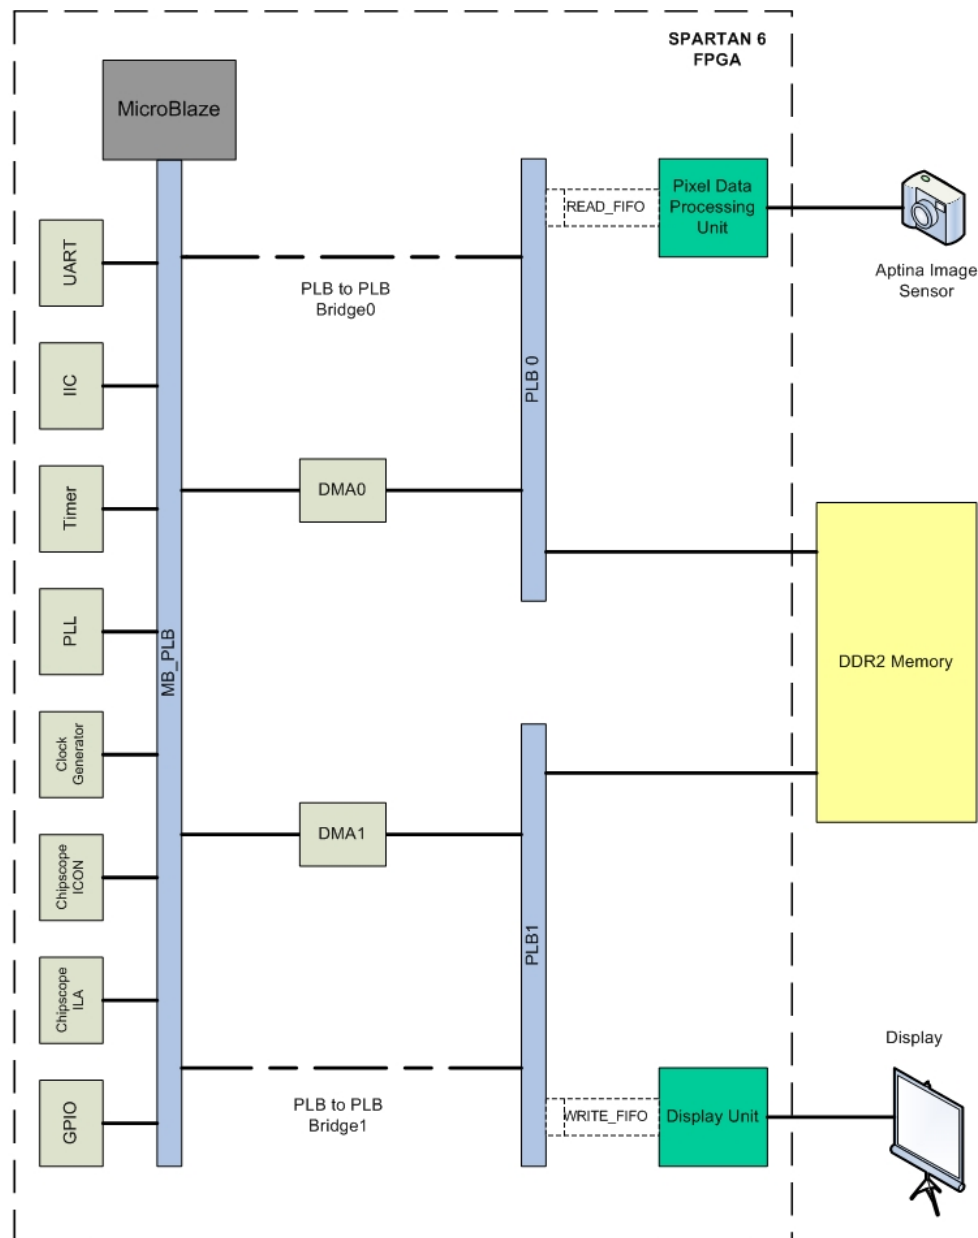 SPARTAN 6
FPGA
MicroBlaze
Pixel Data
Processing
Unit
READ_FIFO
UART
PLB to PLB
Bridge0
Aptina Image
Sensor
IIC
PLB 0
Timer
DMA0
PLL
MB_PLB
DDR2 Memory
Clock
Generator
DMA1
Chipscope
ICON
PLB1
Chipscope
ILA
Display
GPIO
PLB to PLB
Bridge1
WRITE_FIFO
Display Unit